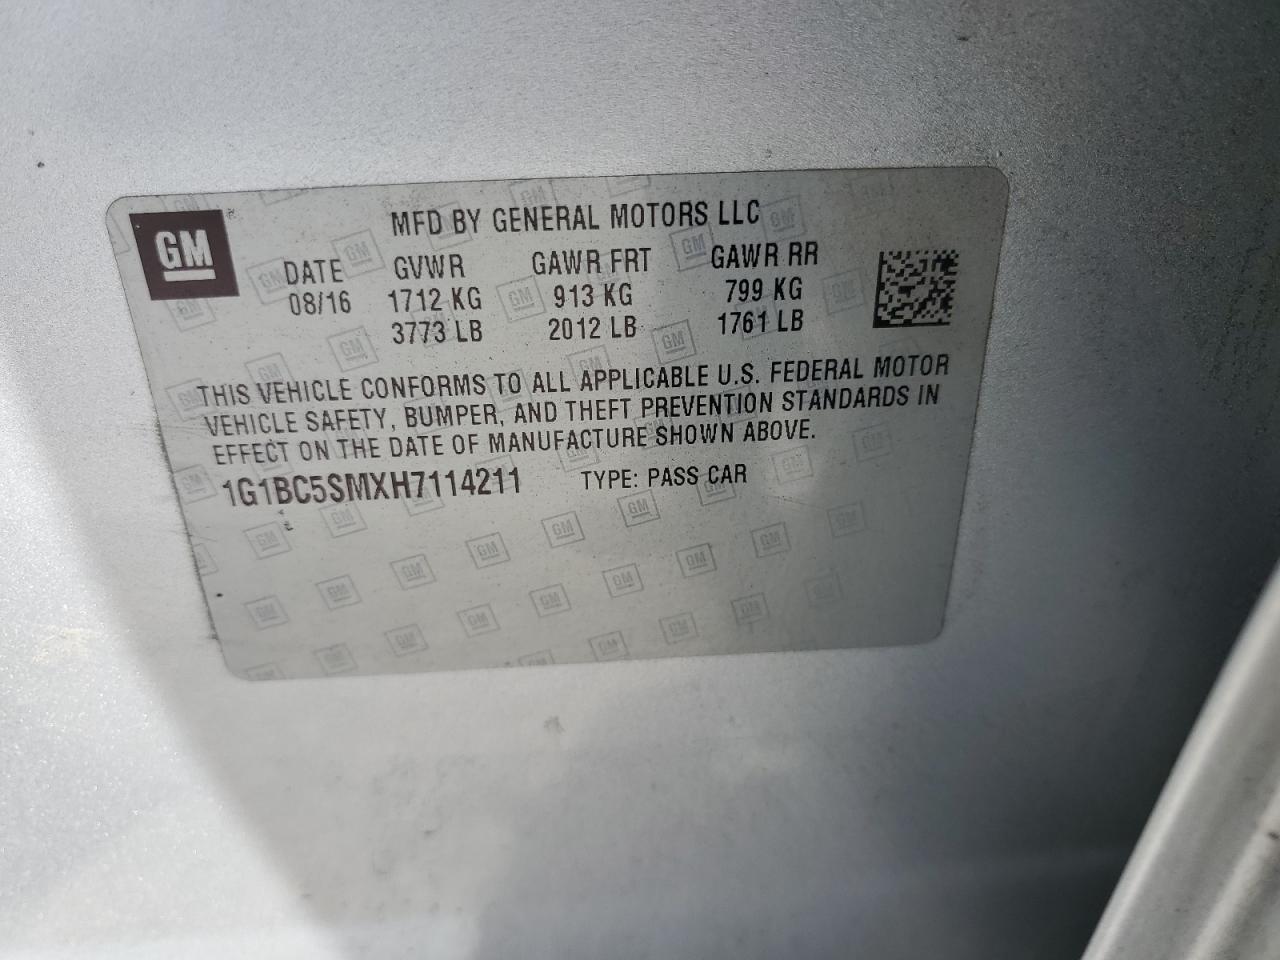 GM
MFD BY GENERAL MOTORS LLC
DATE GVWR GAWR FRT GAWR RR
08/16 1712 KG 913 KG 799 KG
3773 LB 2012 LB 1761 LB
THIS VEHICLE CONFORMS TO ALL APPLICABLE U.S. FEDERAL MOTOR
VEHICLE SAFETY, BUMPER, AND THEFT PREVENTION STANDARDS IN
EFFECT ON THE DATE OF MANUFACTURE SHOWN ABOVE.
1G1BC5SMXH7114211 TYPE: PASS CAR